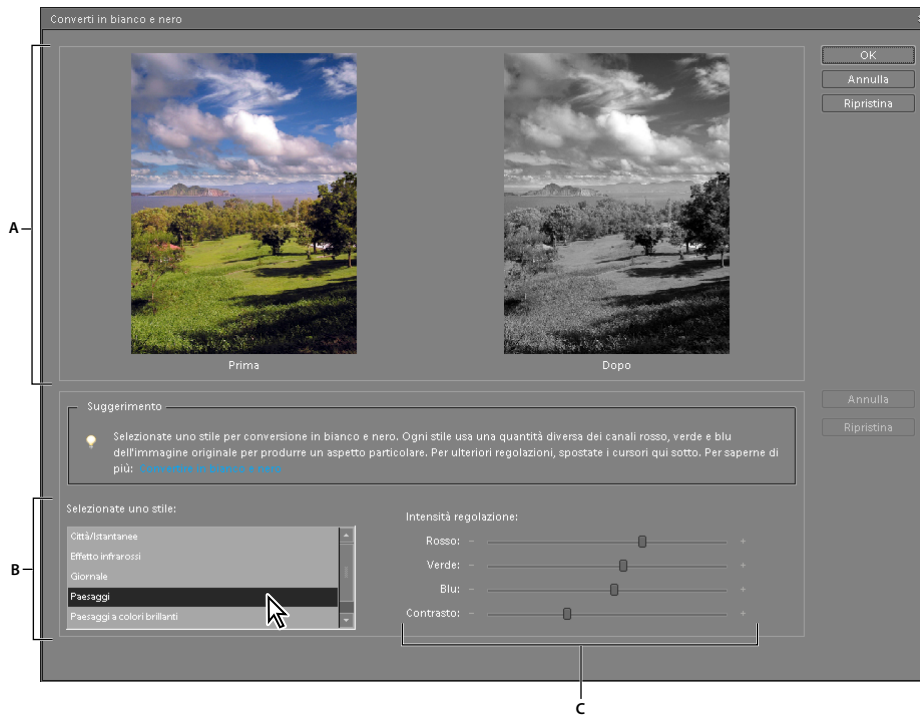 Converti in bianco e nero
OK
Annulla
Ripristina
A
Prima
Dopo
Annulla
Ripristina
Suggerimento
Selezionate uno stile per conversione in bianco e nero. Ogni stile usa una quantità diversa dei canali rosso, verde e blu
dell'immagine originale per produrre un aspetto particolare. Per ulteriori regolazioni, spostate i cursori qui sotto. Per saperne di
più:
Selezionate uno stile:
Città/Istantanee
Effetto infrarossi
Giornale
Paesaggi
Paesaggi a colori brillanti
B
Intensità regolazione:
Rosso: - +
Verde: - +
Blu: - +
Contrasto: - +
C